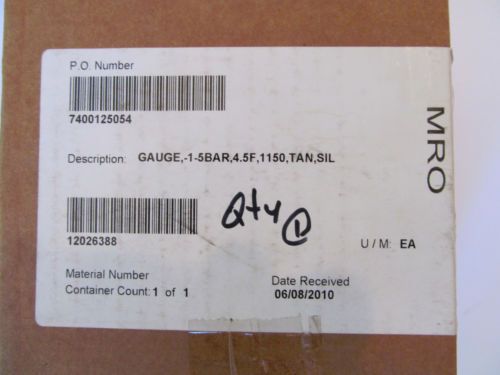 P.O. Number
7400125054
MRO
Description: GAUGE,-1-5BAR,4.5F,1150,TAN,SIL
Qty 1
12026388
U / M: EA
Material Number
Container Count: 1 of 1
Date Received
06/08/2010